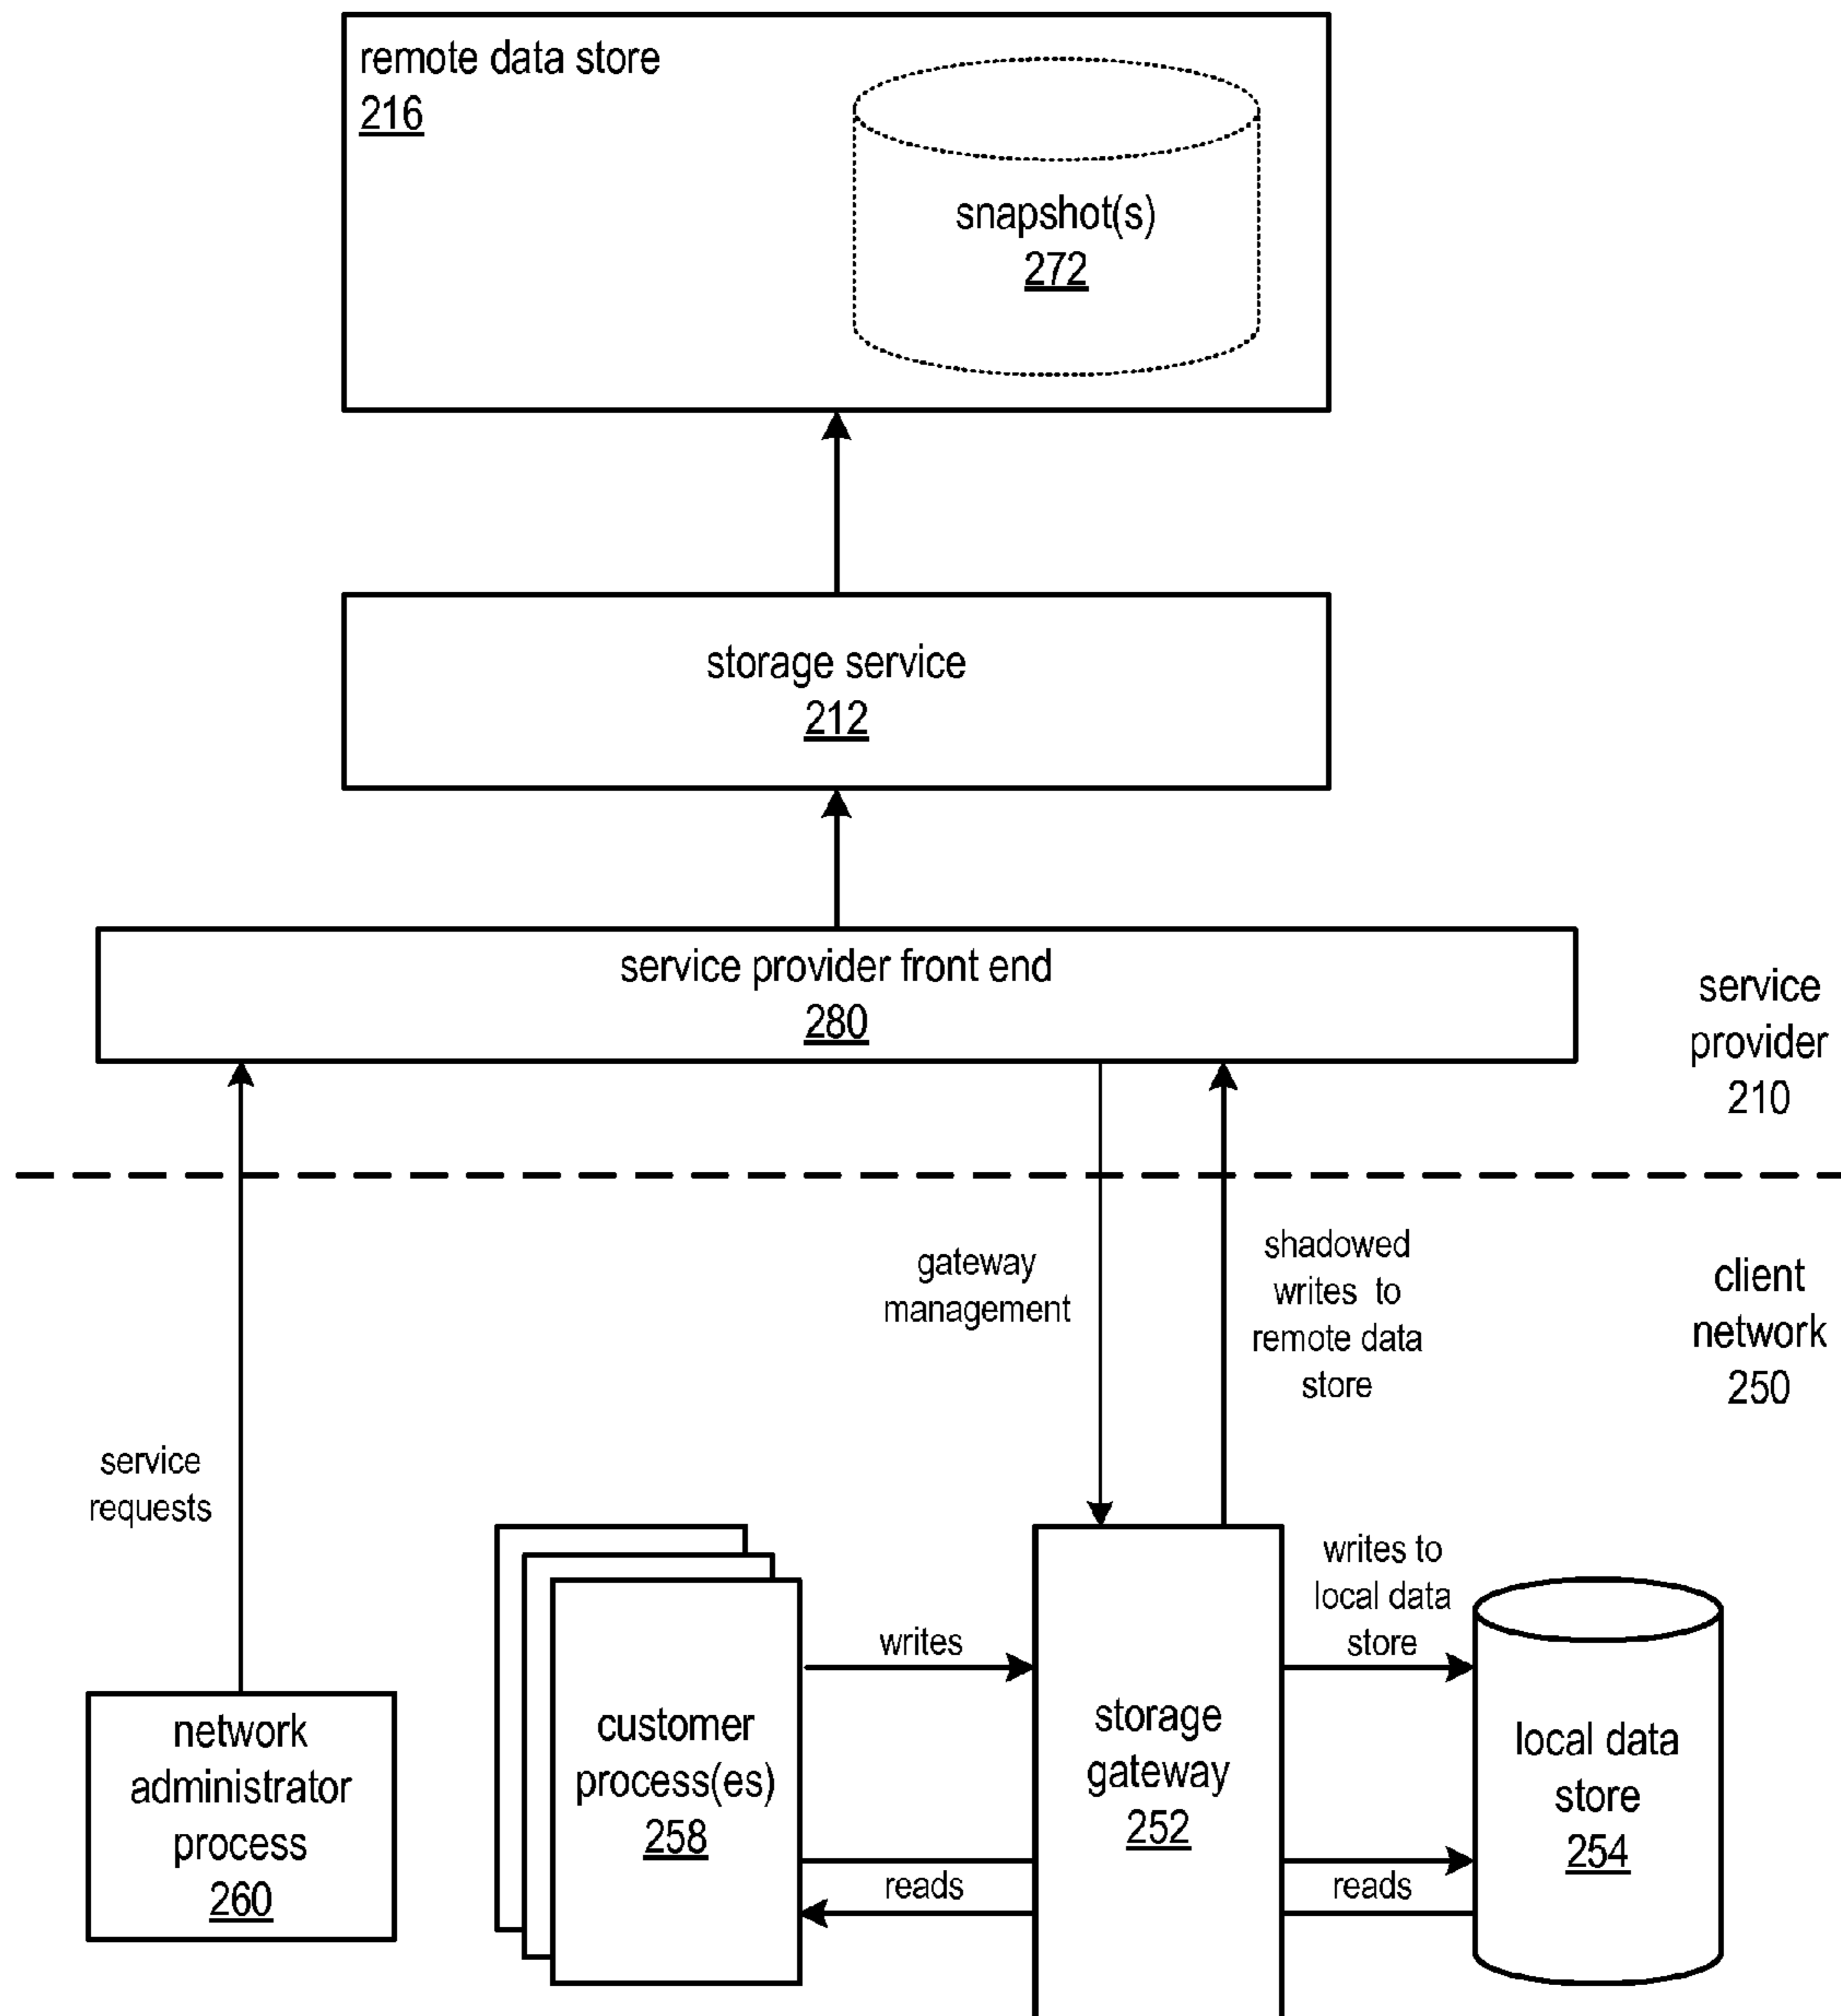 remote data store
216
snapshot(s)
272
storage service
212
service provider front end
280
service
provider
210
gateway
management
shadowed
writes to
remote data
store
client
network
250
service
requests
writes to
local data
store
writes
network
administrator
process
260
customer
process(es)
258
storage
gateway
252
local data
store
254
reads
reads